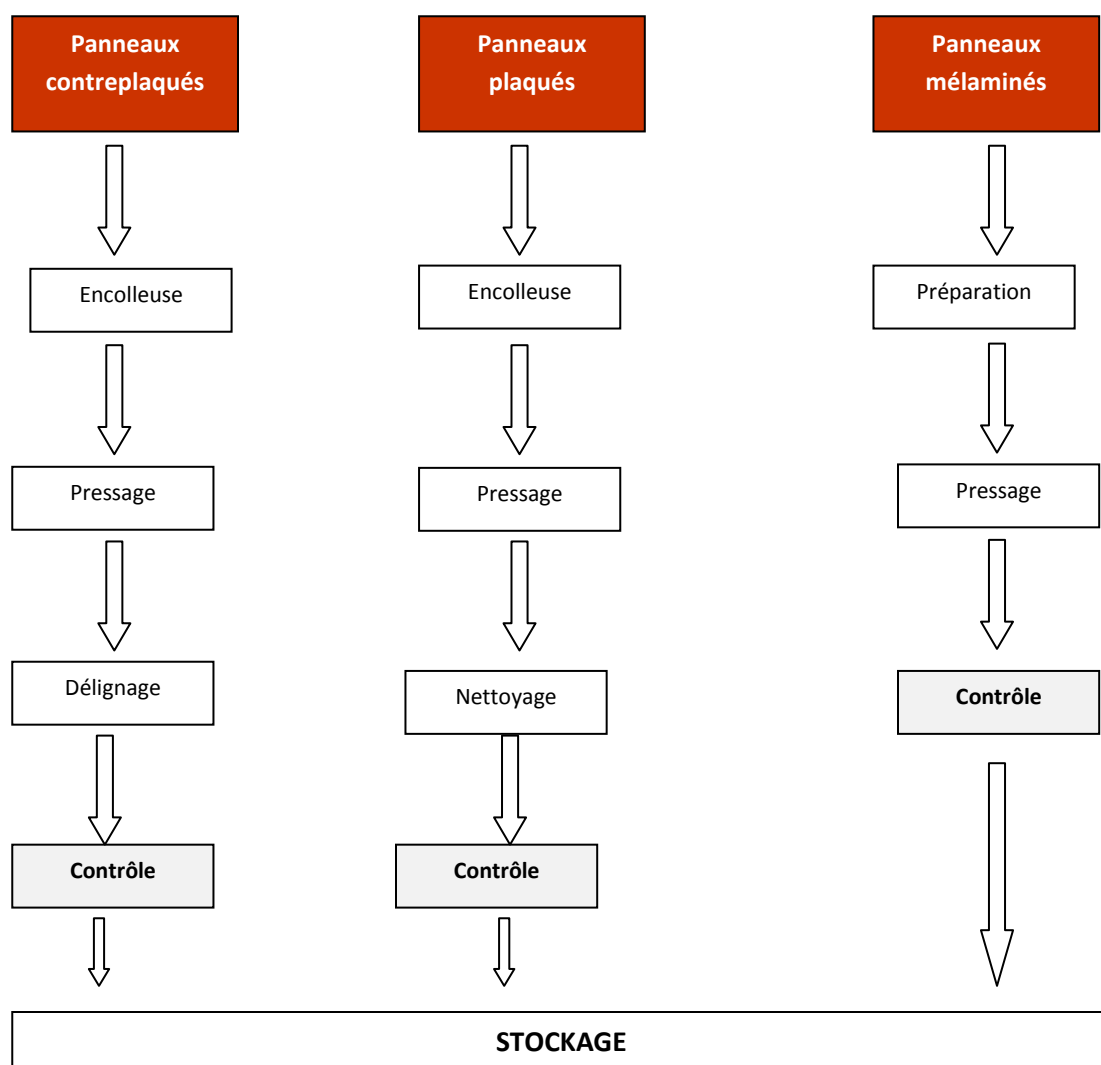 Panneaux
contreplaqués
Panneaux
plaqués
Panneaux
mélaminés
Encolleuse
Encolleuse
Préparation
Pressage
Pressage
Pressage
Délignage
Nettoyage
Contrôle
Contrôle
Contrôle
STOCKAGE